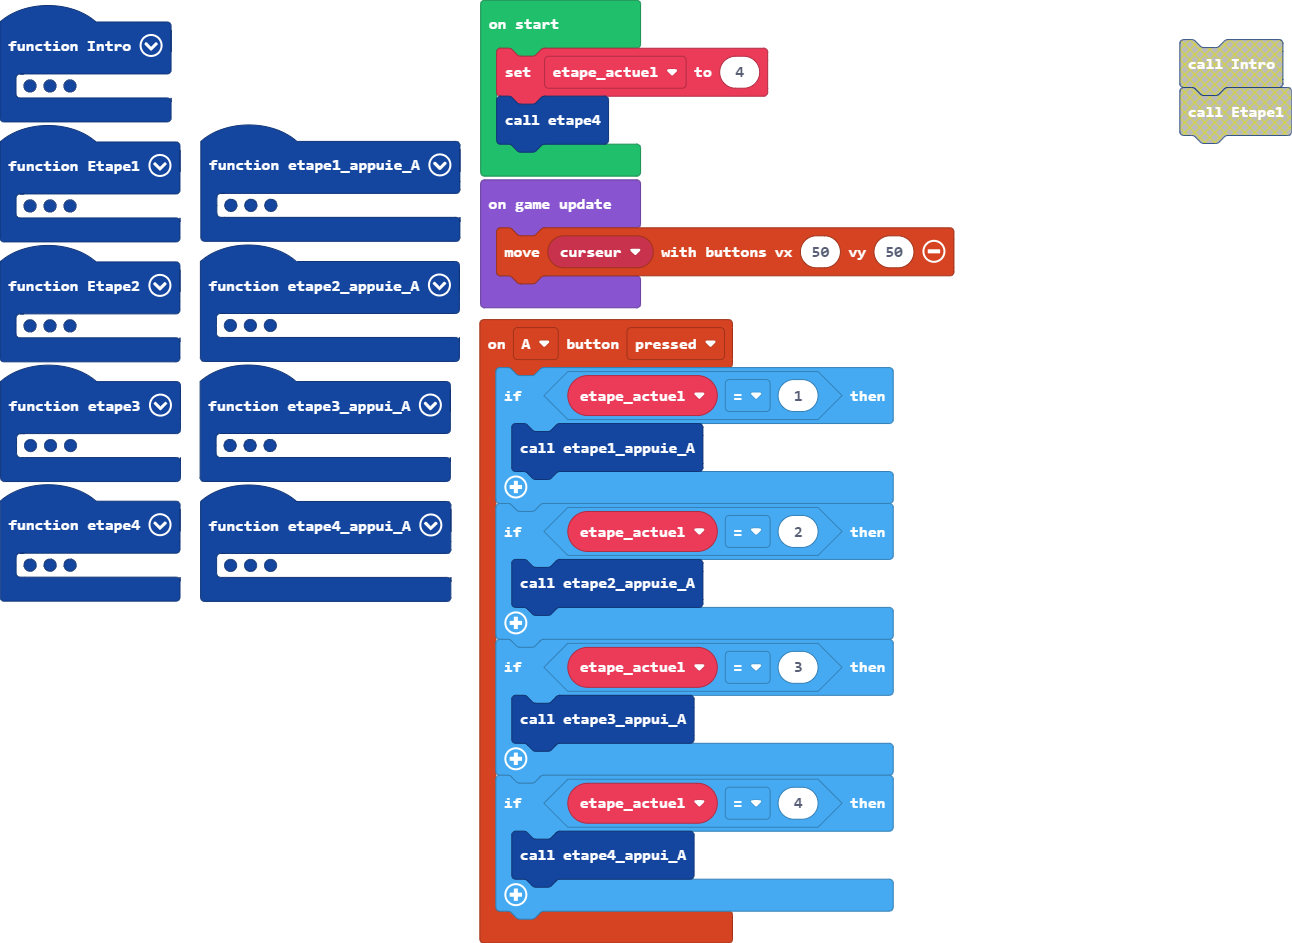 function Intro
function Etape1
function etape1_appuie_A
function Etape2
function etape2_appuie_A
function etape3
function etape3_appui_A
function etape4
function etape4_appui_A
on start
set etape_actuel to 4
call etape4
on game update
move curseur with buttons vx 50 vy 50
on A button pressed
if etape_actuel = 1 then
call etape1_appuie_A
if etape_actuel = 2 then
call etape2_appuie_A
if etape_actuel = 3 then
call etape3_appui_A
if etape_actuel = 4 then
call etape4_appui_A
call Intro
call Etape1